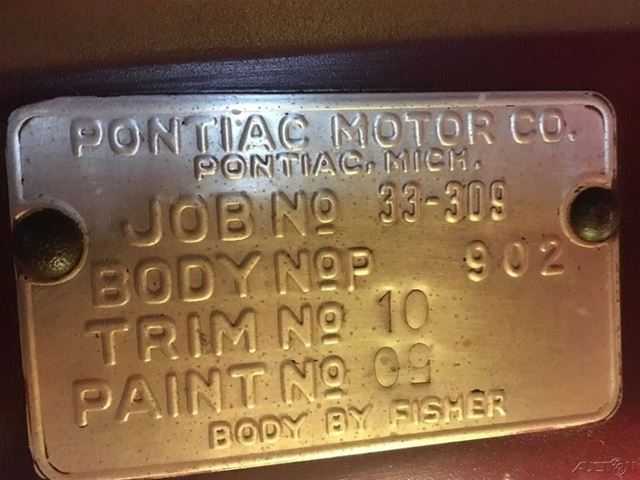 PONTIAC MOTOR CO.
PONTIAC, MICH.
JOB Nº 33-309
BODY Nº P 902
TRIM Nº 10
PAINT Nº
BODY BY FISHER